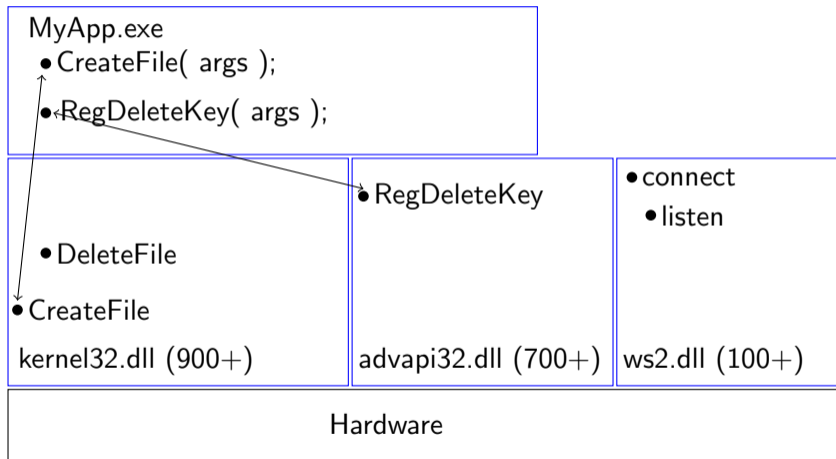 MyApp.exe
CreateFile( args );
RegDeleteKey( args );
RegDeleteKey
connect
listen
DeleteFile
CreateFile
kernel32.dll (900+)
advapi32.dll (700+)
ws2.dll (100+)
Hardware